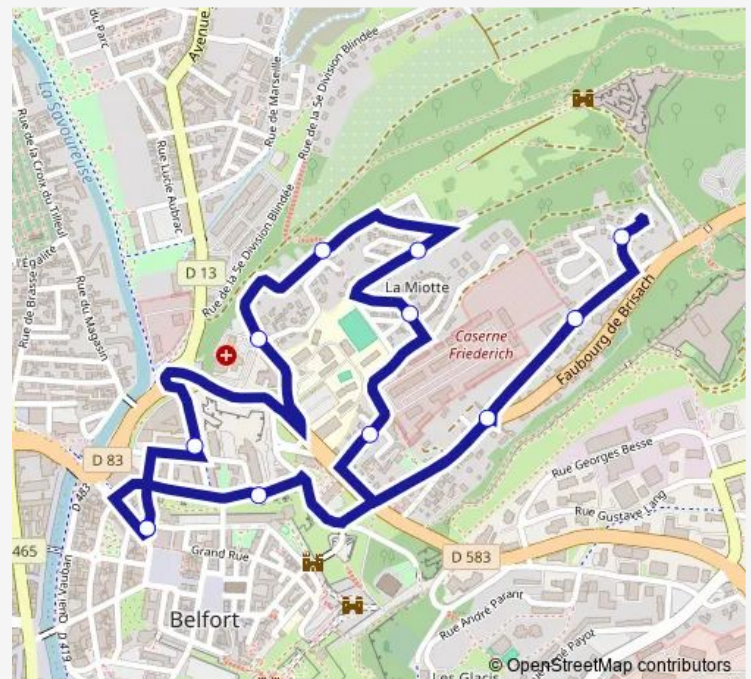 du Parc
Avenue
La Savoureuse
Rue de Marseille
Rue de la 5e Division Blindée
Rue de la Croix du Tilleul
Rue Lucie Aubrac
Égalité
Rue de Brasse
Rue du Magasin
D 13
Rue de la 5e Division Blindée
La Miotte
Caserne
Friederich
Faubourg de Brisach
D 83
D 483
Rue Georges Besse
Rue Gustave Lang
465
Quai Vauban
Grand Rue
D 583
Belfort
D 419
Rue André Parant
Payot
Les Glacis
© OpenStreetMap contributors